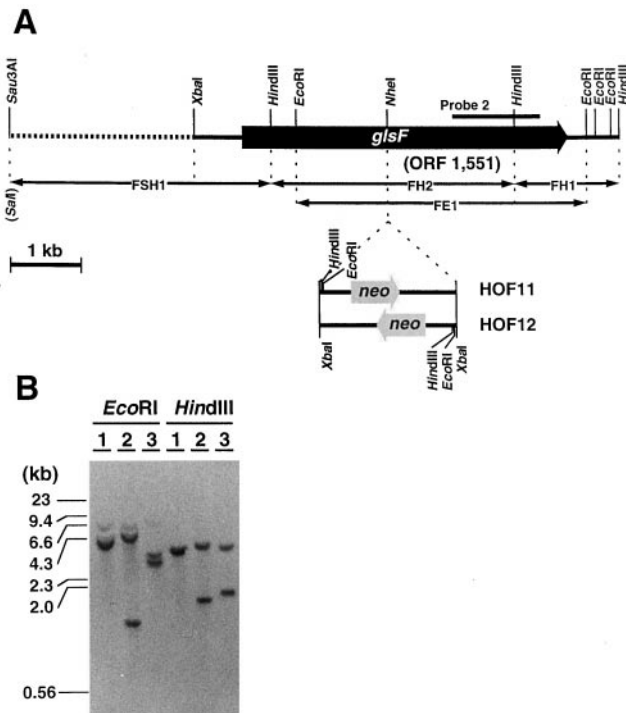 A
Sau3AI
XbaI
HindIII
EcoRI
NheI
HindIII
EcoRI
EcoRI
EcoRI
HindIII
Probe 2
glsF
(ORF 1,551)
(SalI)
FSH1
FH2
FH1
FE1
1 kb
HindIII
EcoRI
neo
HOF11
neo
HOF12
XbaI
HindIII
EcoRI
XbaI
B
EcoRI HindIII
1 2 3 1 2 3
(kb)
23
9.4
6.6
4.3
2.3
2.0
0.56